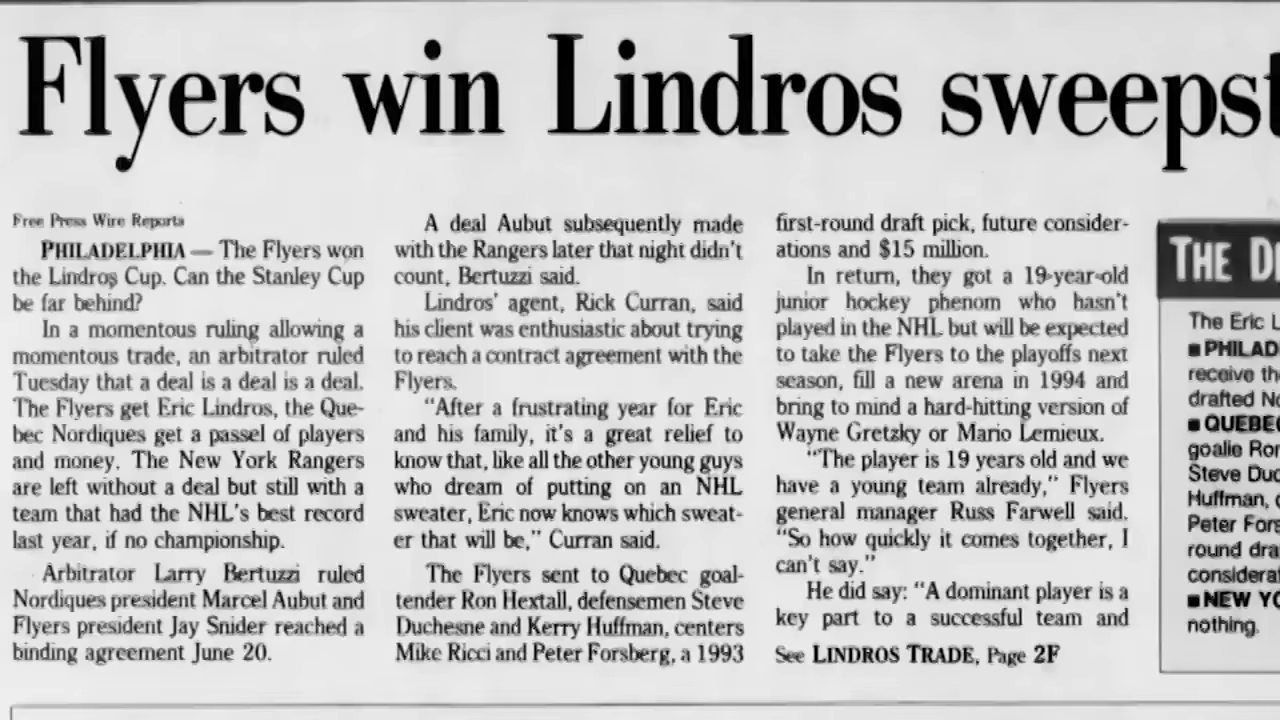 Flyers win Lindros sweepst
Free Press Wire Reports
PHILADELPHIA — The Flyers won
the Lindros Cup. Can the Stanley Cup
be far behind?
In a momentous ruling allowing a
momentous trade, an arbitrator ruled
Tuesday that a deal is a deal is a deal.
The Flyers get Eric Lindros, the Que-
bec Nordiques get a passel of players
and money. The New York Rangers
are left without a deal but still with a
team that had the NHL's best record
last year, if no championship.
Arbitrator Larry Bertuzzi ruled
Nordiques president Marcel Aubut and
Flyers president Jay Snider reached a
binding agreement June 20.
A deal Aubut subsequently made
with the Rangers later that night didn't
count, Bertuzzi said.
Lindros' agent, Rick Curran, said
his client was enthusiastic about trying
to reach a contract agreement with the
Flyers.
"After a frustrating year for Eric
and his family, it's a great relief to
know that, like all the other young guys
who dream of putting on an NHL
sweater, Eric now knows which sweat-
er that will be," Curran said.
The Flyers sent to Quebec goal-
tender Ron Hextall, defensemen Steve
Duchesne and Kerry Huffman, centers
Mike Ricci and Peter Forsberg, a 1993
first-round draft pick, future consider-
ations and $15 million.
In return, they got a 19-year-old
junior hockey phenom who hasn't
played in the NHL but will be expected
to take the Flyers to the playoffs next
season, fill a new arena in 1994 and
bring to mind a hard-hitting version of
Wayne Gretzky or Mario Lemieux.
"The player is 19 years old and we
have a young team already," Flyers
general manager Russ Farwell said.
"So how quickly it comes together, I
can't say."
He did say: "A dominant player is a
key part to a successful team and
See LINDROS TRADE, Page 2F
THE D
The Eric L
■ PHILAD
receive th
drafted No
■ QUEBEC
goalie Ron
Steve Duc
Huffman, c
Peter Fors
round dra
considerat
■ NEW YO
nothing.